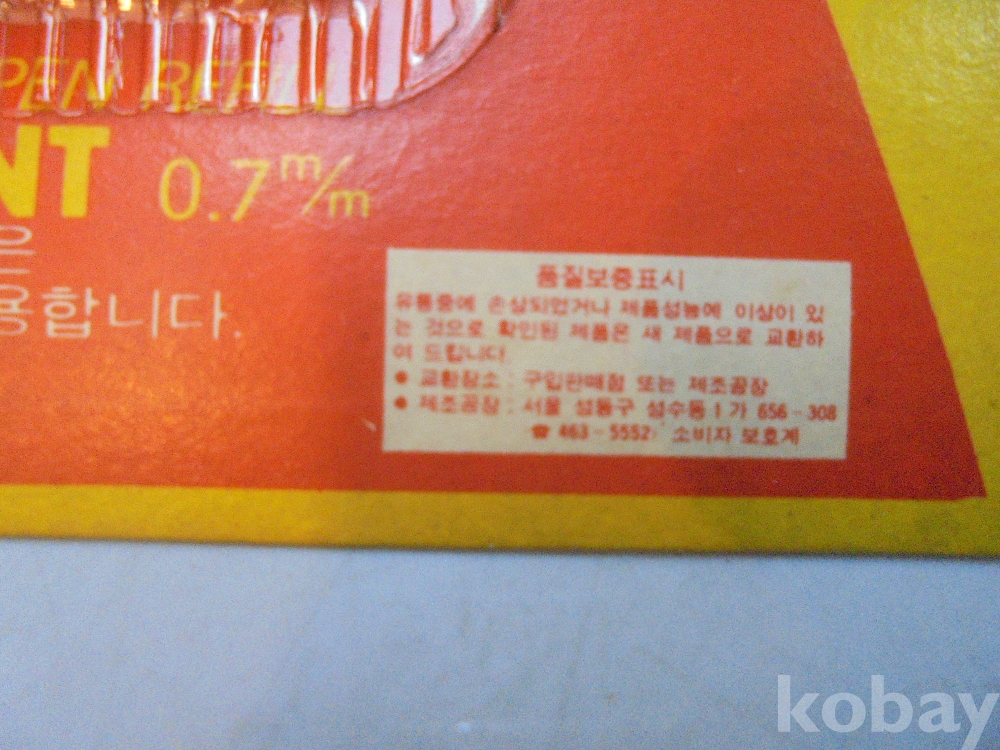 PEN REFILL
NT 0.7 m/m
은
용합니다.
품질보증표시
유통중에 손상되었거나 제품성능에 이상이 있
는 것으로 확인된 제품은 새 제품으로 교환하
여 드립니다.
● 교환장소 : 구입판매점 또는 제조공장
● 제조공장 : 서울 성동구 성수동 1 가 656-308
☎ 463-5552 소비자 보호계
kobay